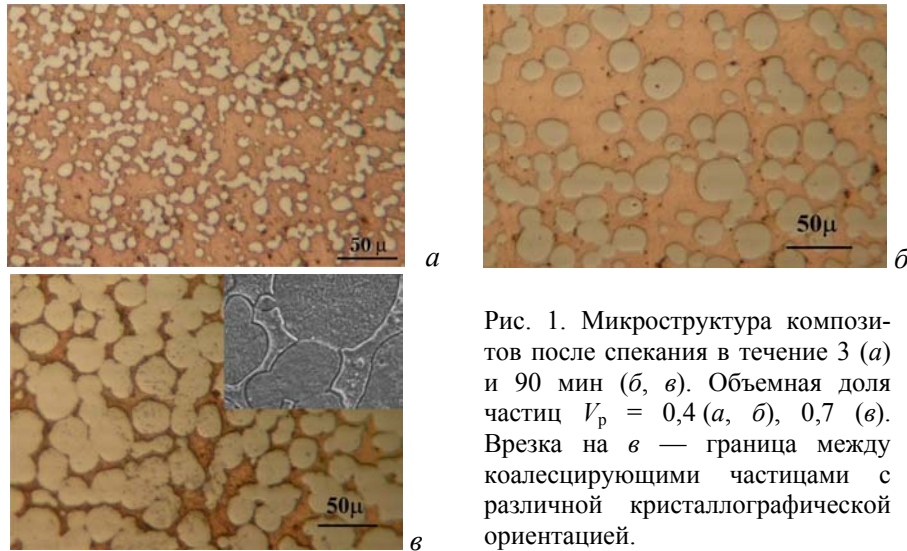 50 μ
а
50μ
б
50μ
в
Рис. 1. Микроструктура компози-
тов после спекания в течение 3 (а)
и 90 мин (б, в). Объемная доля
частиц Vp = 0,4 (а, б), 0,7 (в).
Врезка на в — граница между
коалесцирующими частицами с
различной кристаллографической
ориентацией.